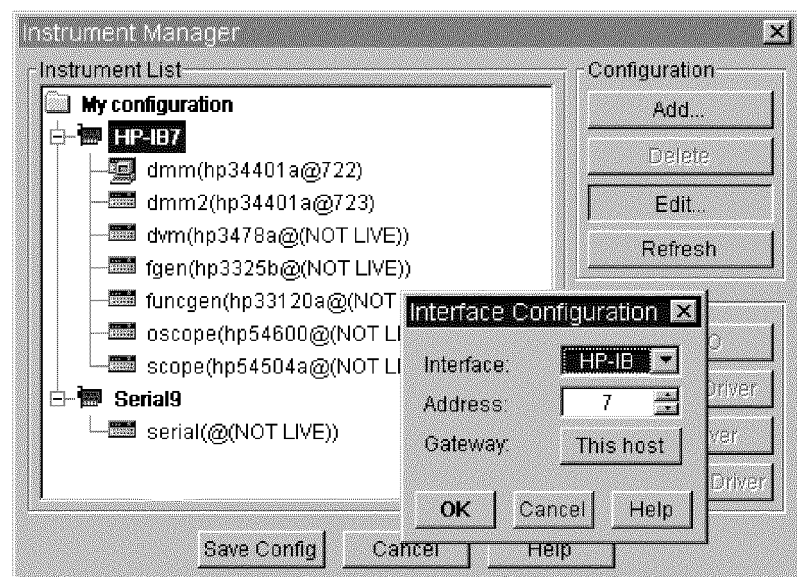 Instrument Manager
Instrument List
My configuration
HP-IB7
dmm(hp34401a@722)
dmm2(hp34401a@723)
dvm(hp3478a@(NOT LIVE))
fgen(hp3325b@(NOT LIVE))
funcgen(hp33120a@(NOT
oscope(hp54600@(NOT LI
scope(hp54504a@(NOT LI
Serial9
serial(@(NOT LIVE))
Configuration
Add...
Delete
Edit...
Refresh
Driver
Driver
Interface Configuration
Interface: HP-IB
Address: 7
Gateway: This host
OK Cancel Help
Save Config Cancel Help